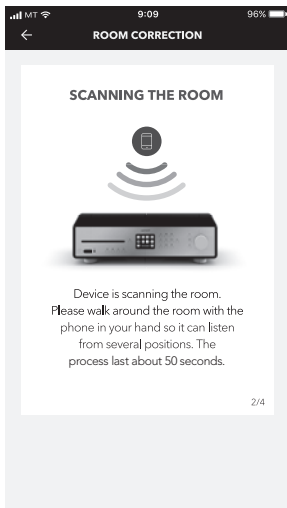 MT 9:09 96%
ROOM CORRECTION
SCANNING THE ROOM
Device is scanning the room.
Please walk around the room with the
phone in your hand so it can listen
from several positions. The
process last about 50 seconds.
2/4